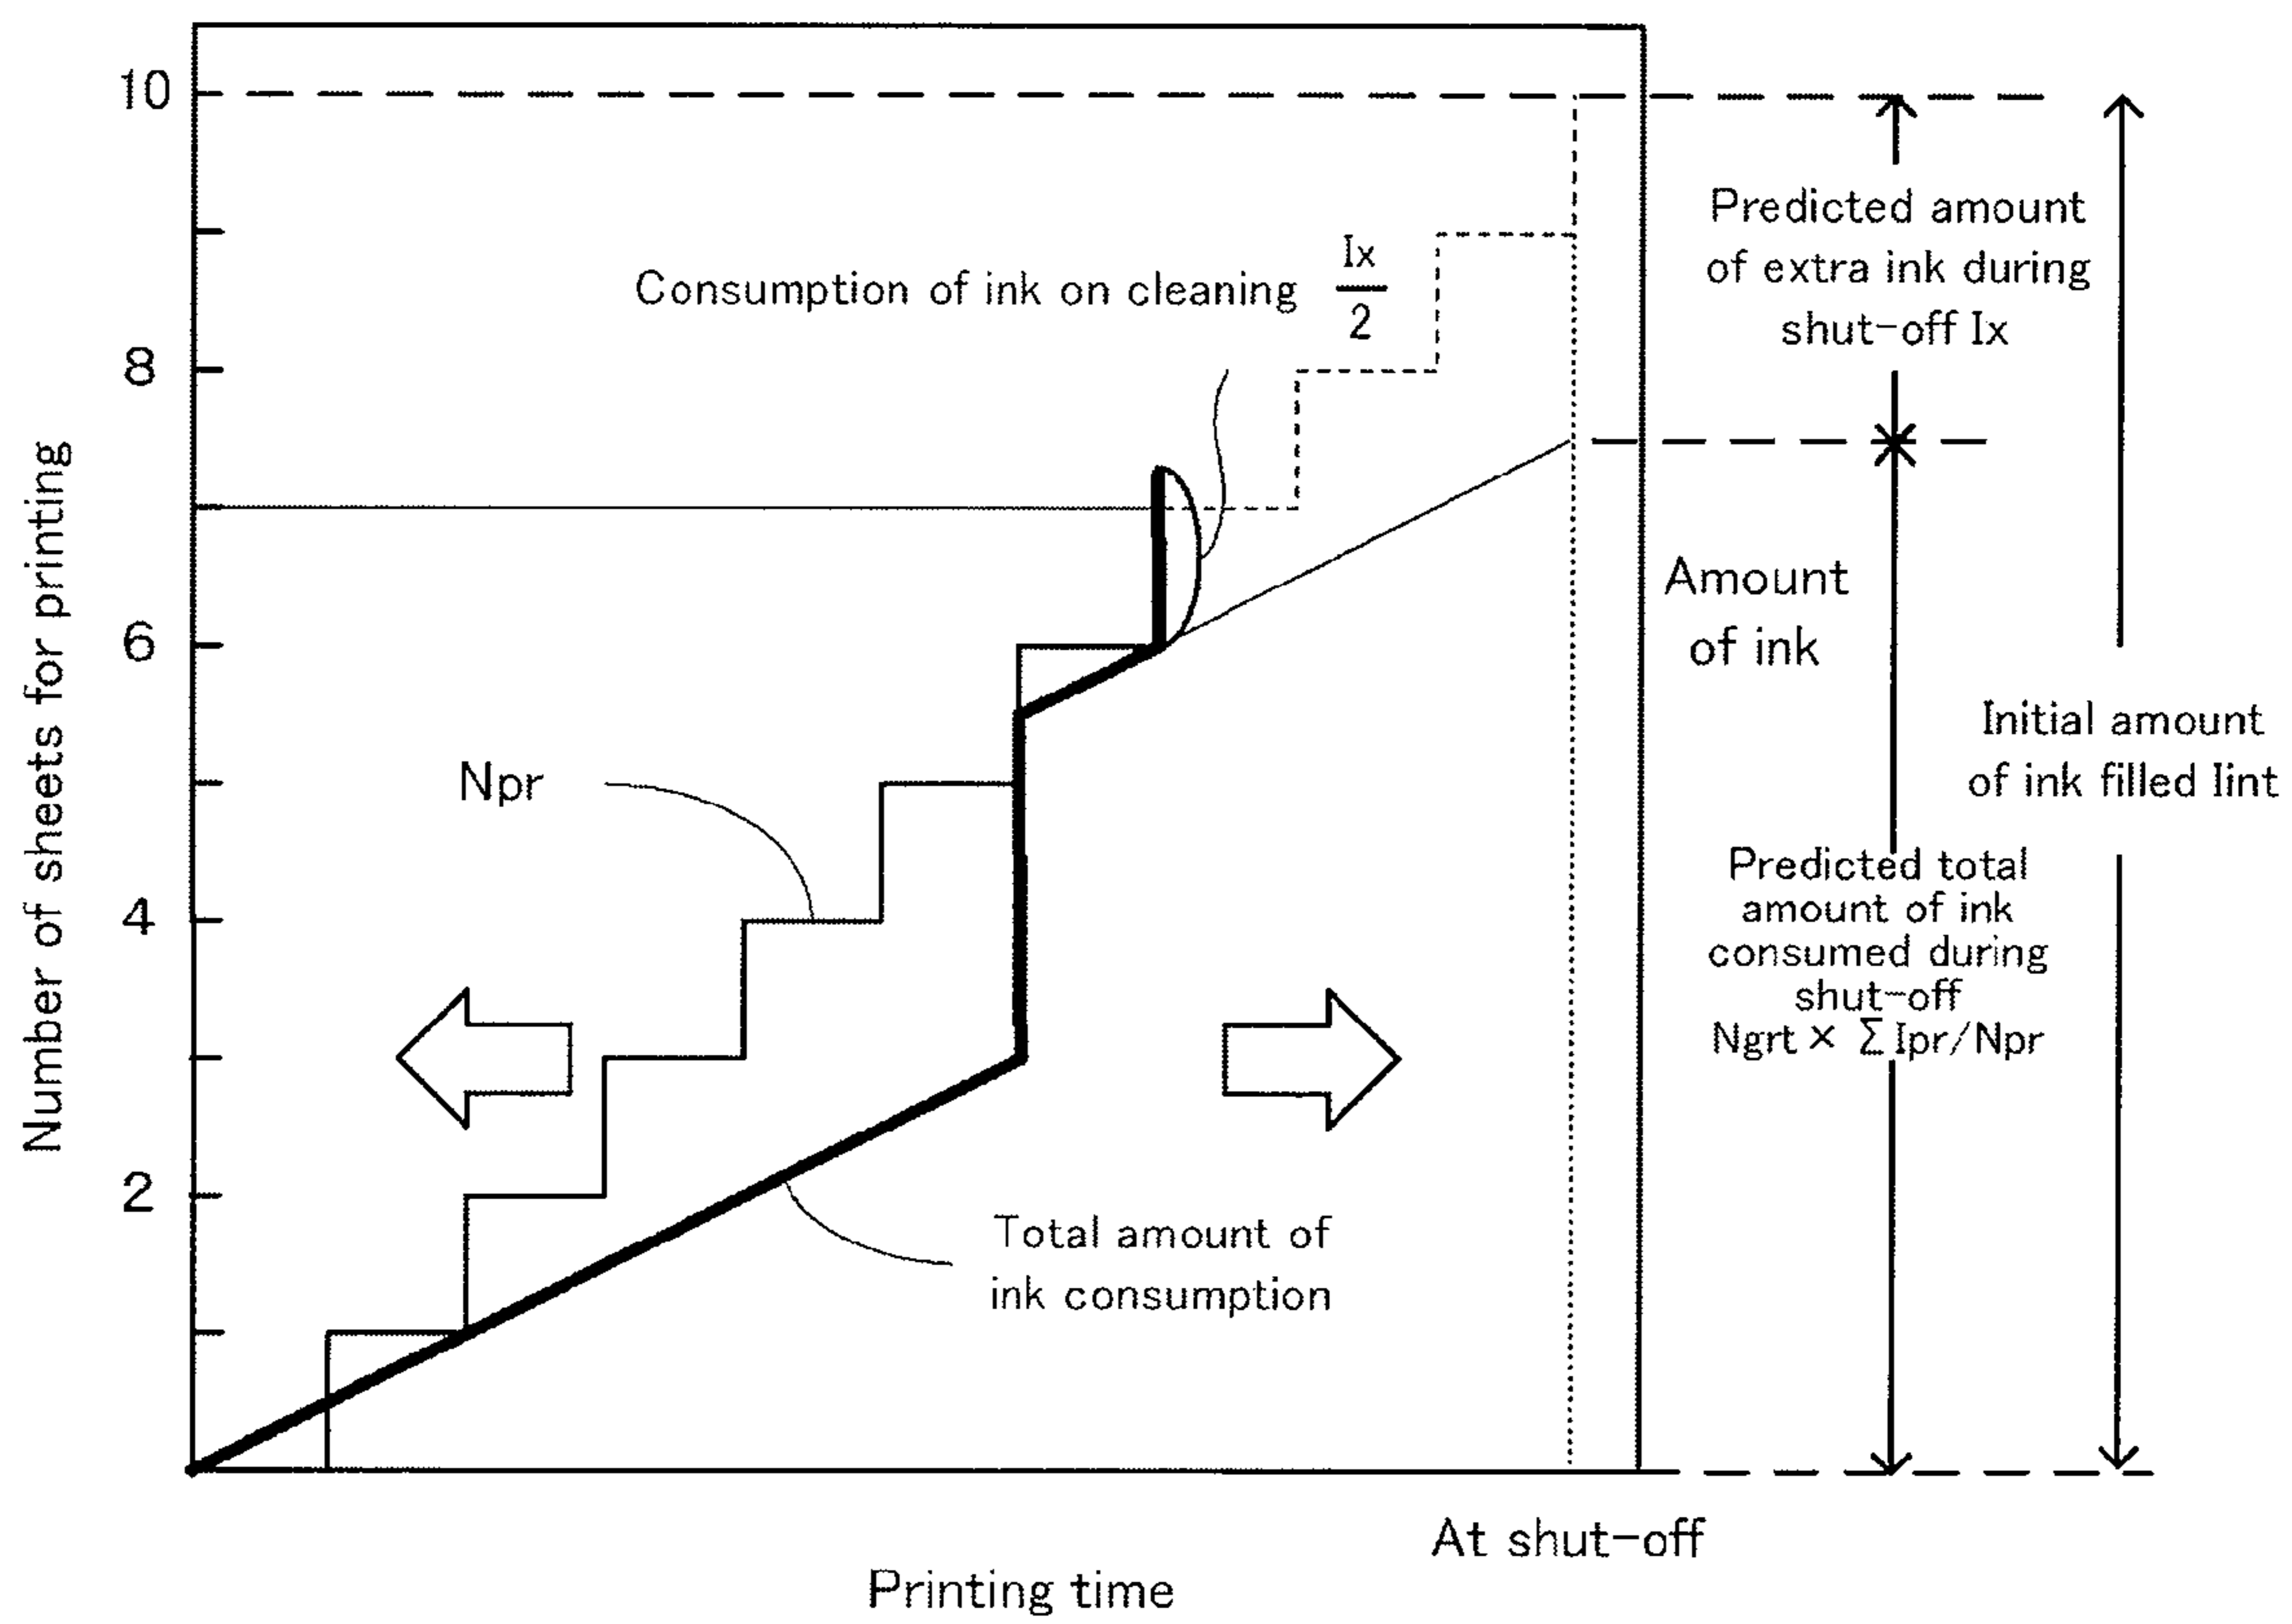 10
8
6
4
2
Number of sheets for printing
Consumption of ink on cleaning Ix/2
Npr
Total amount of
ink consumption
Predicted amount
of extra ink during
shut-off Ix
Amount
of ink
Initial amount
of ink filled Iint
Predicted total
amount of ink
consumed during
shut-off
Ngrt × Σ Ipr/Npr
At shut-off
Printing time